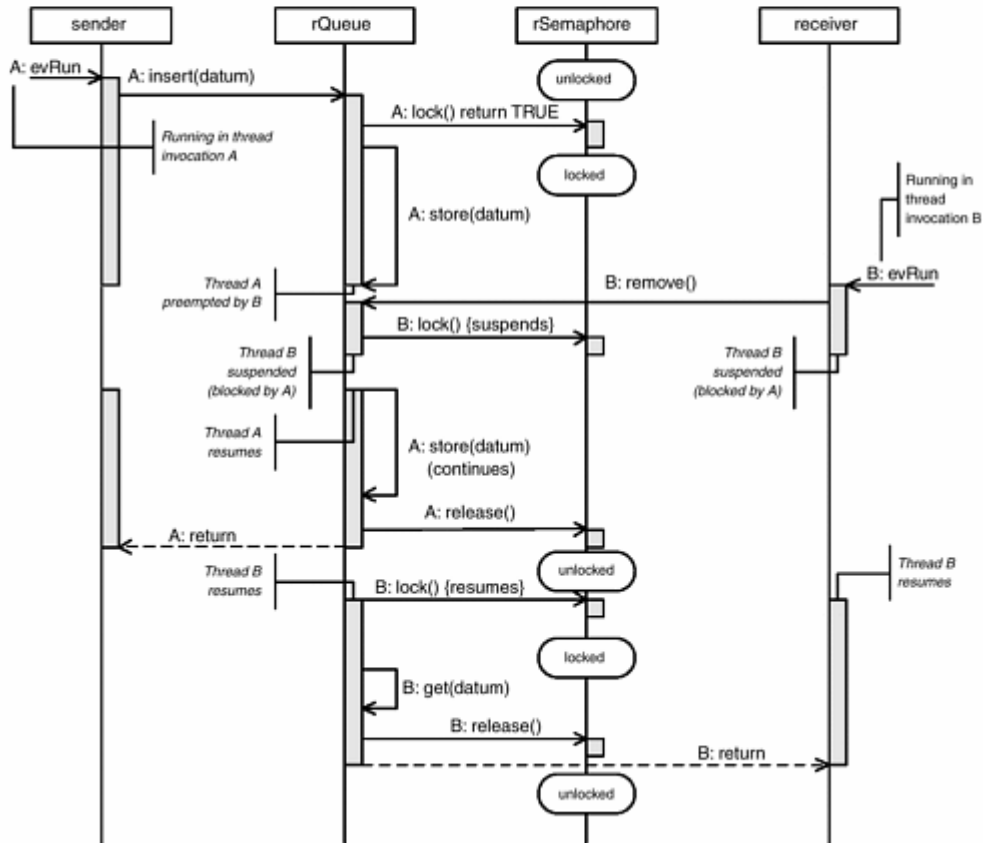 sender
rQueue
rSemaphore
receiver
A: evRun
A: insert(datum)
unlocked
A: lock() return TRUE
Running in thread
invocation A
locked
Running in
thread
invocation B
A: store(datum)
B: evRun
Thread A
preempted by B
B: remove()
B: lock() {suspends}
Thread B
suspended
(blocked by A)
Thread B
suspended
(blocked by A)
Thread A
resumes
A: store(datum)
(continues)
A: release()
A: return
unlocked
Thread B
resumes
Thread B
resumes
B: lock() {resumes}
locked
B: get(datum)
B: release()
B: return
unlocked